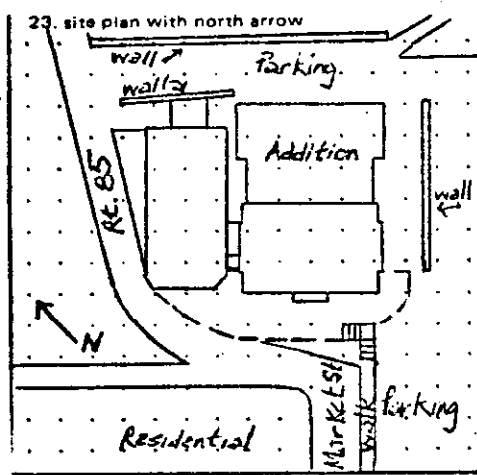 23. site plan with north arrow
wall
Parking
wall
Addition
Rt. 85
wall
N
Market St
walk
Parking
Residential